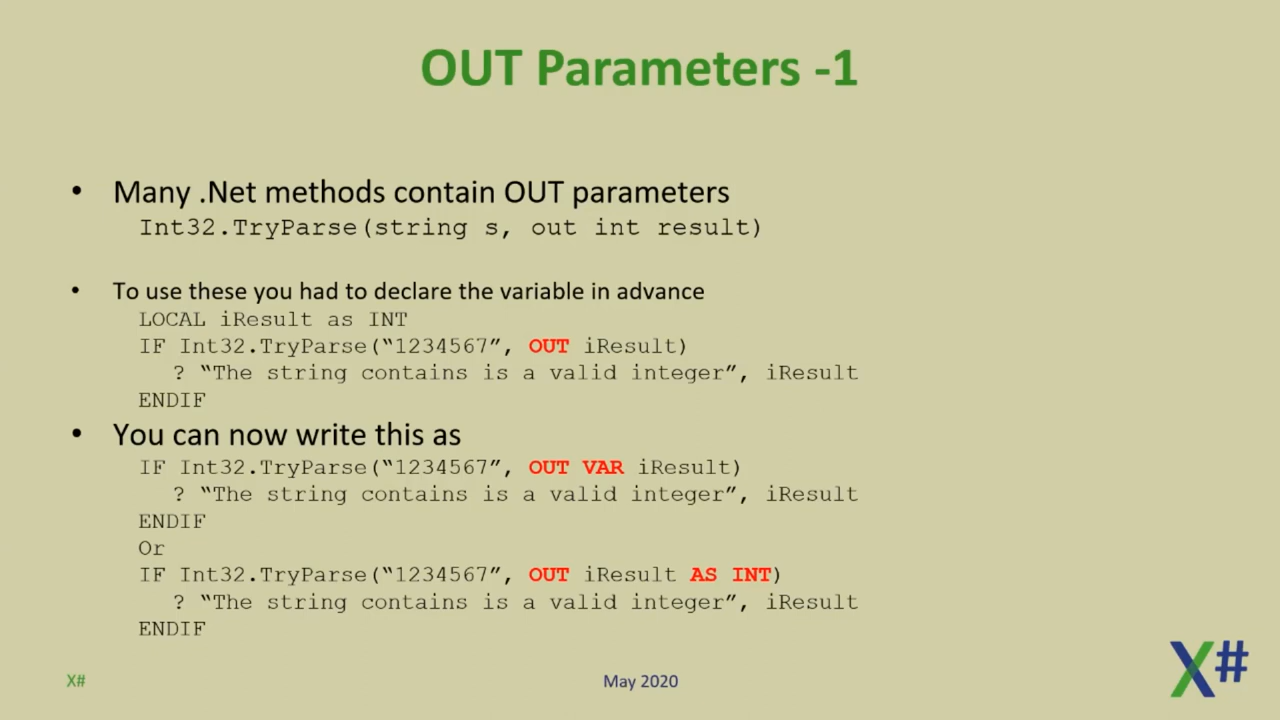 OUT Parameters -1
• Many .Net methods contain OUT parameters
Int32.TryParse(string s, out int result)
• To use these you had to declare the variable in advance
LOCAL iResult as INT
IF Int32.TryParse(“1234567”, OUT iResult)
? “The string contains is a valid integer”, iResult
ENDIF
• You can now write this as
IF Int32.TryParse(“1234567”, OUT VAR iResult)
? “The string contains is a valid integer”, iResult
ENDIF
Or
IF Int32.TryParse(“1234567”, OUT iResult AS INT)
? “The string contains is a valid integer”, iResult
ENDIF
X#
May 2020
X#